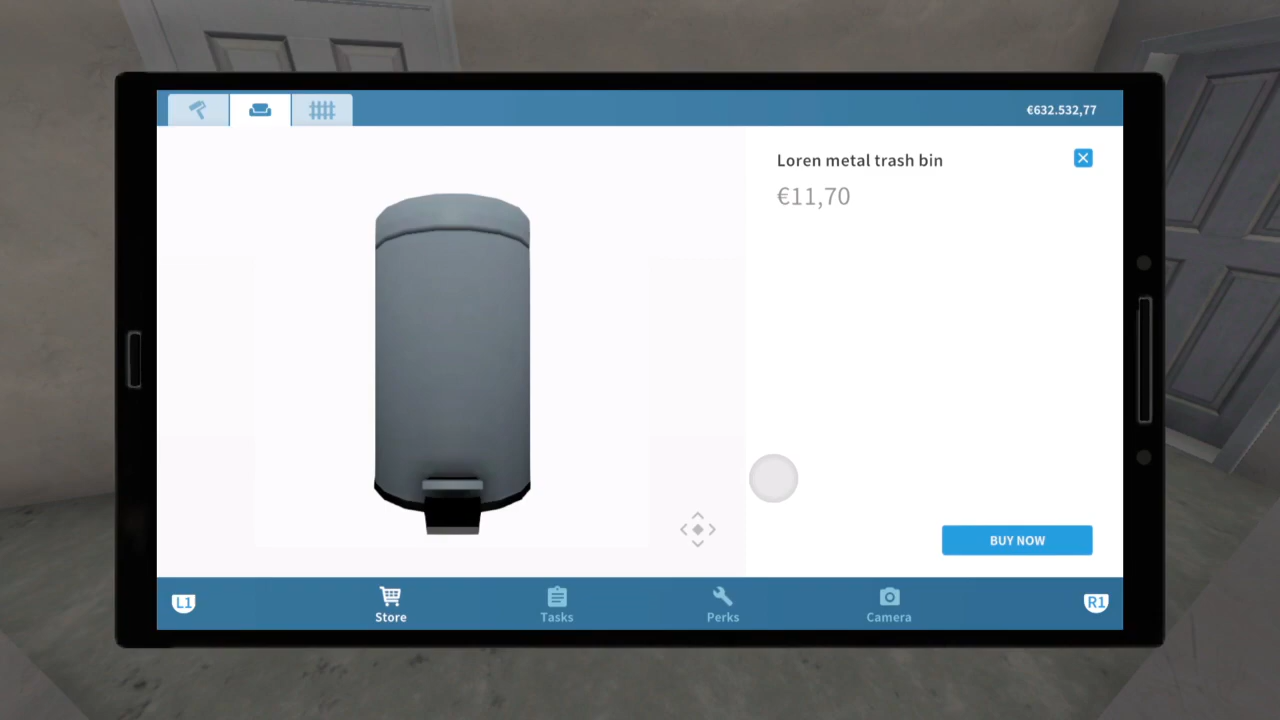 €632.532,77
Loren metal trash bin
€11,70
BUY NOW
L1
Store
Tasks
Perks
Camera
R1